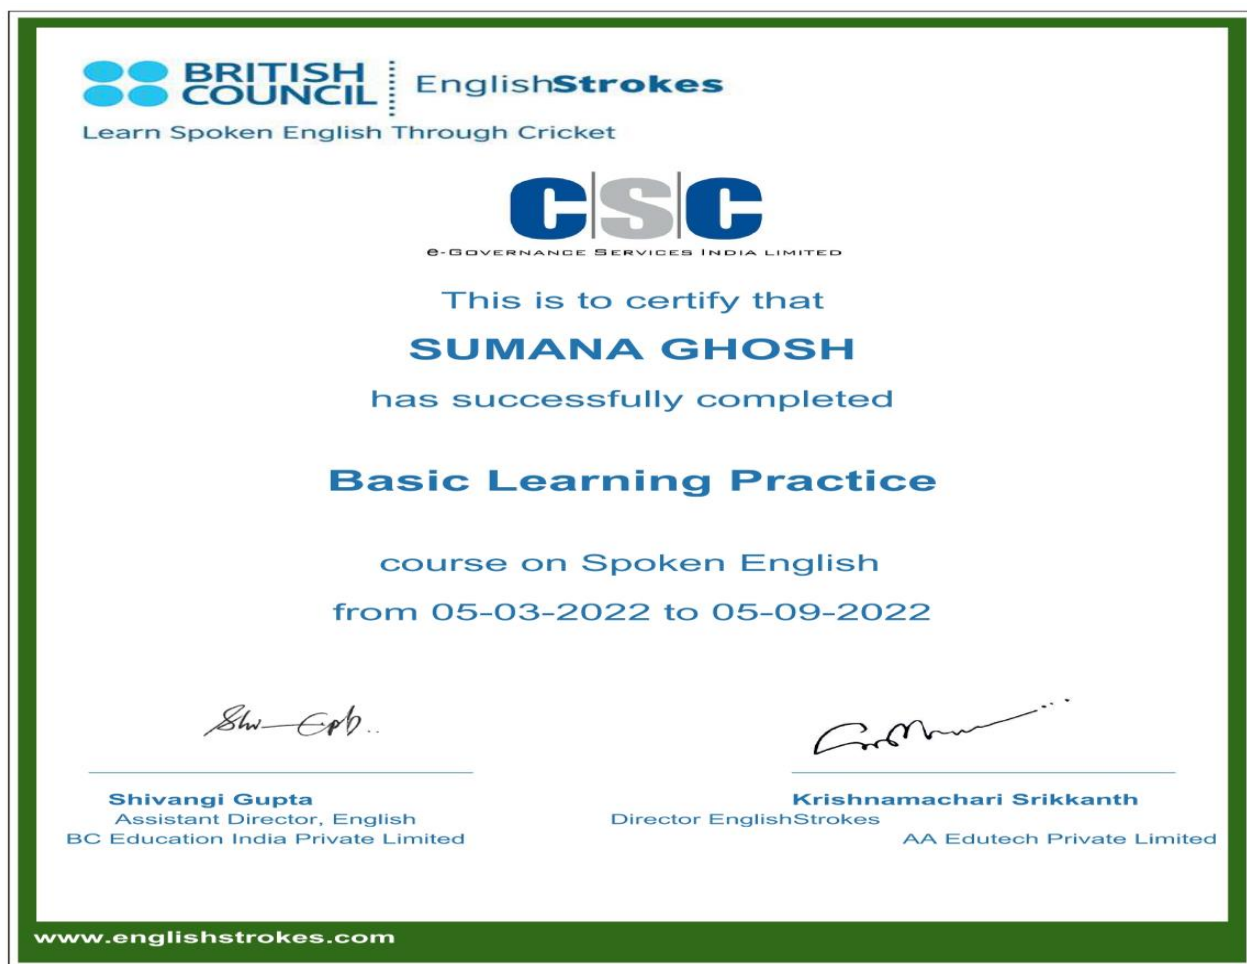 BRITISH
COUNCIL
EnglishStrokes
Learn Spoken English Through Cricket
CSC
e-Governance Services India Limited
This is to certify that
SUMANA GHOSH
has successfully completed
Basic Learning Practice
course on Spoken English
from 05-03-2022 to 05-09-2022
Shivangi Gupta
Assistant Director, English
BC Education India Private Limited
Krishnamachari Srikkanth
Director EnglishStrokes
AA Edutech Private Limited
www.englishstrokes.com